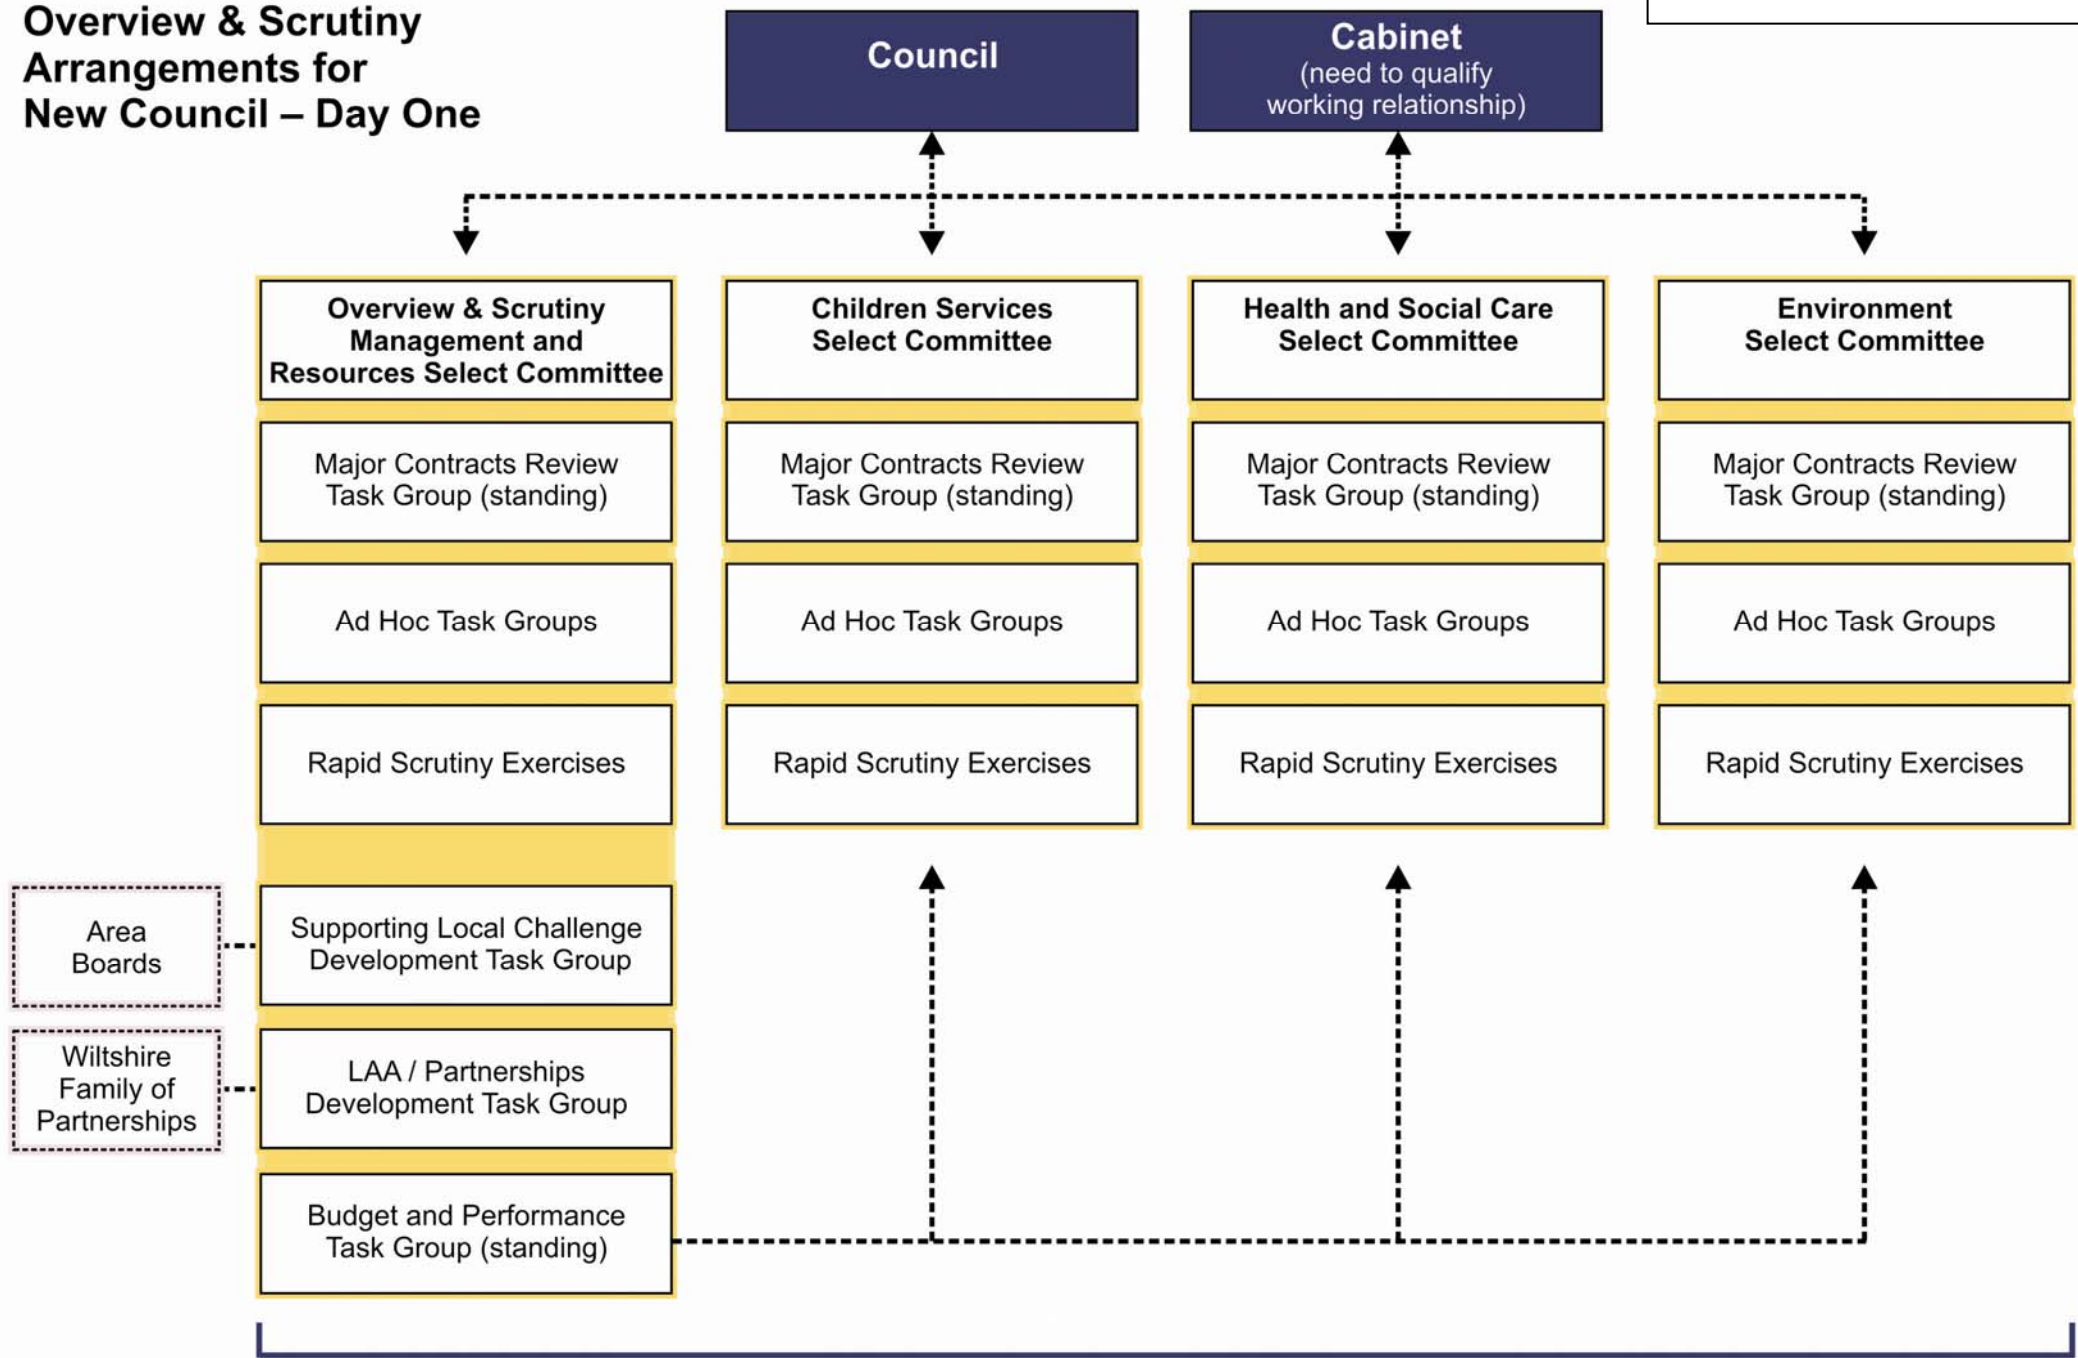 Overview & Scrutiny
Arrangements for
New Council – Day One
Council
Cabinet
(need to qualify
working relationship)
Overview & Scrutiny
Management and
Resources Select Committee
Children Services
Select Committee
Health and Social Care
Select Committee
Environment
Select Committee
Major Contracts Review
Task Group (standing)
Major Contracts Review
Task Group (standing)
Major Contracts Review
Task Group (standing)
Major Contracts Review
Task Group (standing)
Ad Hoc Task Groups
Ad Hoc Task Groups
Ad Hoc Task Groups
Ad Hoc Task Groups
Rapid Scrutiny Exercises
Rapid Scrutiny Exercises
Rapid Scrutiny Exercises
Rapid Scrutiny Exercises
Area
Boards
Supporting Local Challenge
Development Task Group
Wiltshire
Family of
Partnerships
LAA / Partnerships
Development Task Group
Budget and Performance
Task Group (standing)